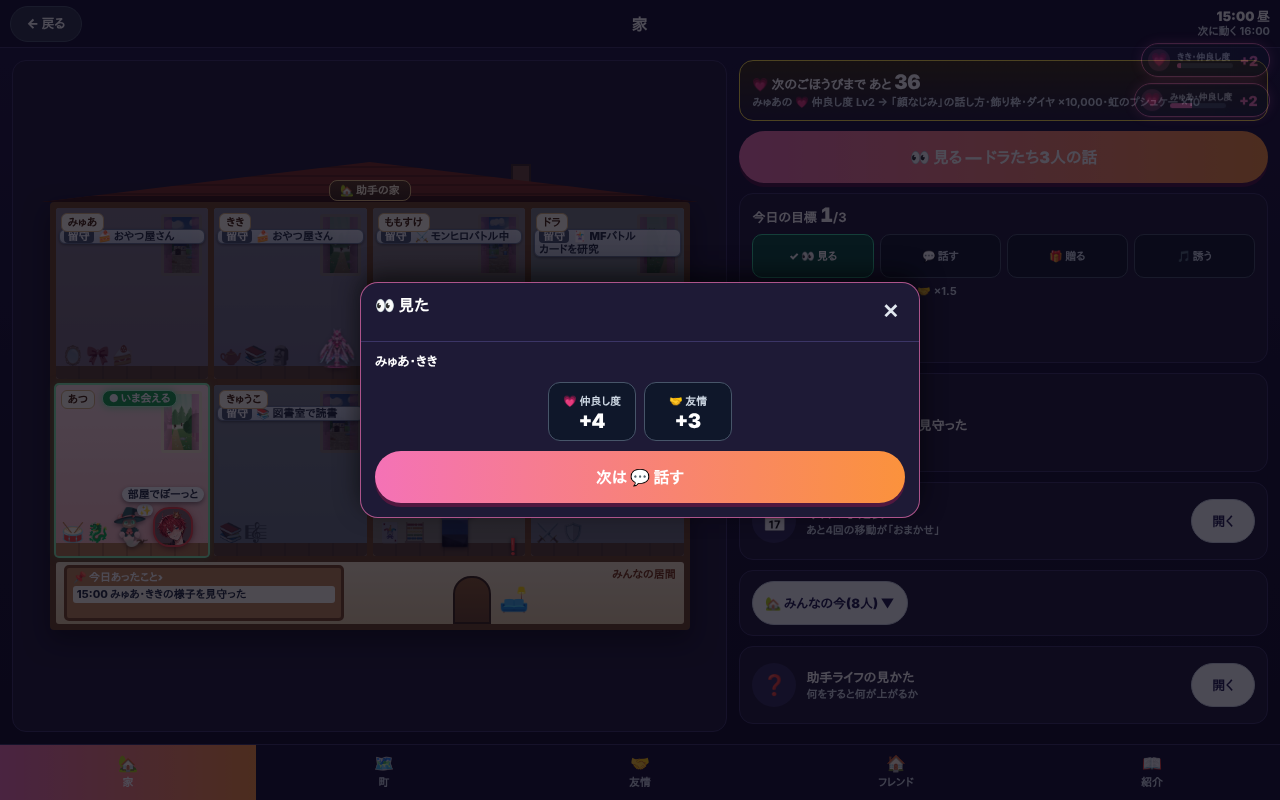 ← 戻る
家
15:00 昼
次に動く 16:00
💗 次のごほうびまで あと 36
みゅあの 💗 仲良し度 Lv2 → 「顔なじみ」の話し方・飾り枠・ダイヤ ×10,000・虹のプシュケー ×10
きき・仲良し度 +2
みゅあ・仲良し度 +2
👀 見る — ドラたち3人の話
🏡 助手の家
みゅあ
留守 🍰 おやつ屋さん
きき
留守 🍰 おやつ屋さん
ももすけ
留守 ⚔ モンヒロバトル中
ドラ
留守 🃏 MFバトルカードを研究
今日の目標 1/3
✓ 👀 見る
💬 話す
🎁 贈る
🎵 誘う
🤝 ×1.5
👀 見た
✕
みゅあ・きき
💗 仲良し度
+4
🤝 友情
+3
次は 💬 話す
あつ
いま会える
部屋でぼーっと
きゅうこ
留守 📚 図書室で読書
見守った
17
あと4回の移動が「おまかせ」
開く
📌 今日あったこと›
15:00 みゅあ・ききの様子を見守った
みんなの居間
🏡 みんなの今(8人) ▼
❓ 助手ライフの見かた
何をすると何が上がるか
開く
🏡 家
🗺 町
🤝 友情
🏠 フレンド
📖 紹介